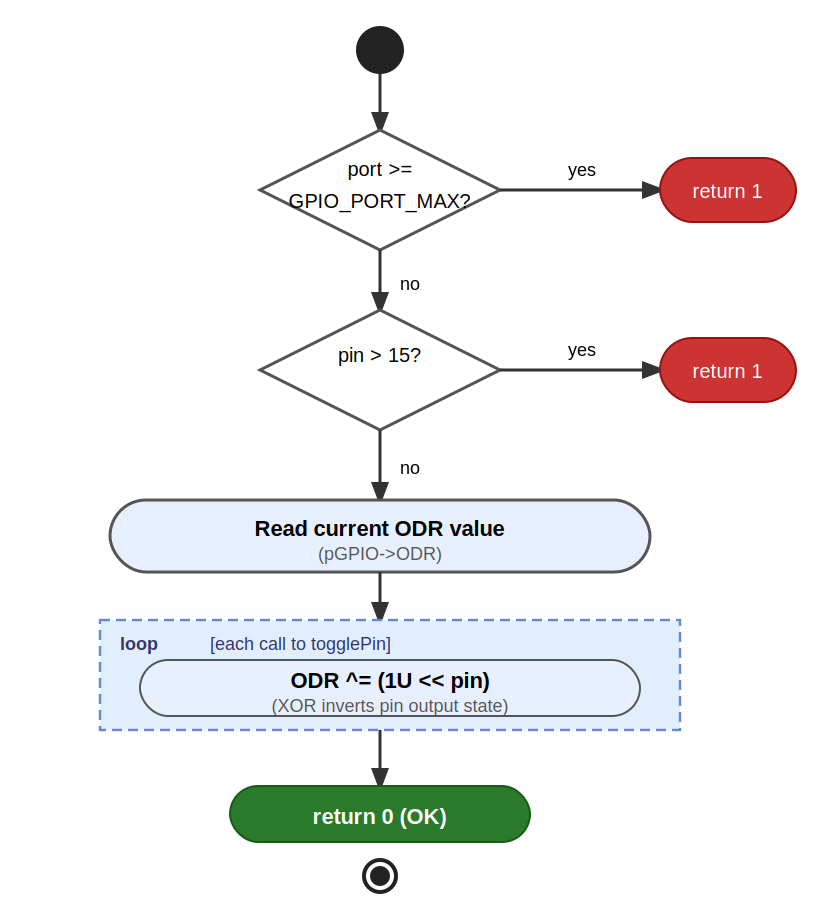 port >=
GPIO_PORT_MAX?
yes
return 1
no
pin > 15?
yes
return 1
no
Read current ODR value
(pGPIO->ODR)
loop [each call to togglePin]
ODR ^= (1U << pin)
(XOR inverts pin output state)
return 0 (OK)